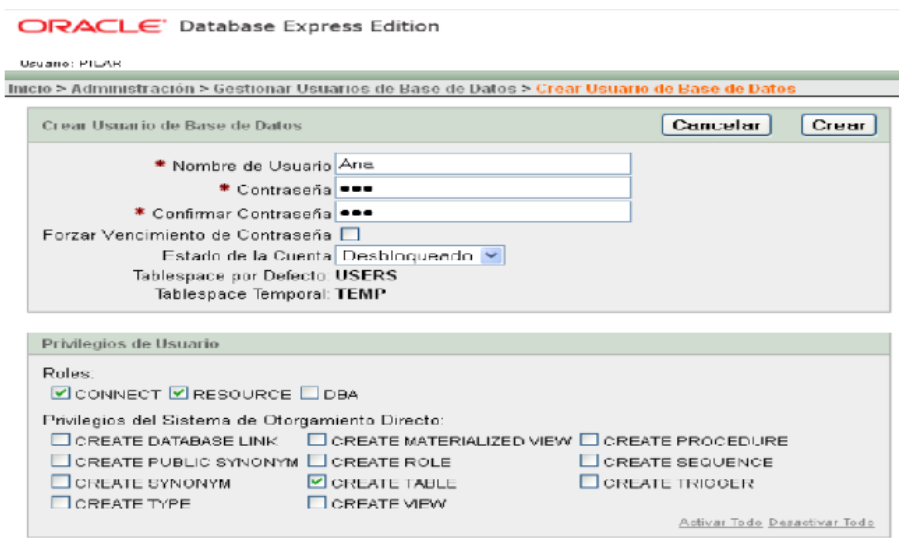 ORACLE Database Express Edition
Usuario: PILAR
Inicio > Administración > Gestionar Usuarios de Base de Datos > Crear Usuario de Base de Datos
Crear Usuario de Base de Datos Cancelar Crear
* Nombre de Usuario Ana
* Contraseña •••
* Confirmar Contraseña •••
Forzar Vencimiento de Contraseña
Estado de la Cuenta Desbloqueado
Tablespace por Defecto: USERS
Tablespace Temporal: TEMP
Privilegios de Usuario
Roles:
CONNECT RESOURCE DBA
Privilegios del Sistema de Otorgamiento Directo:
CREATE DATABASE LINK CREATE MATERIALIZED VIEW CREATE PROCEDURE
CREATE PUBLIC SYNONYM CREATE ROLE CREATE SEQUENCE
CREATE SYNONYM CREATE TABLE CREATE TRIGGER
CREATE TYPE CREATE VIEW
Activar Todo Desactivar Todo